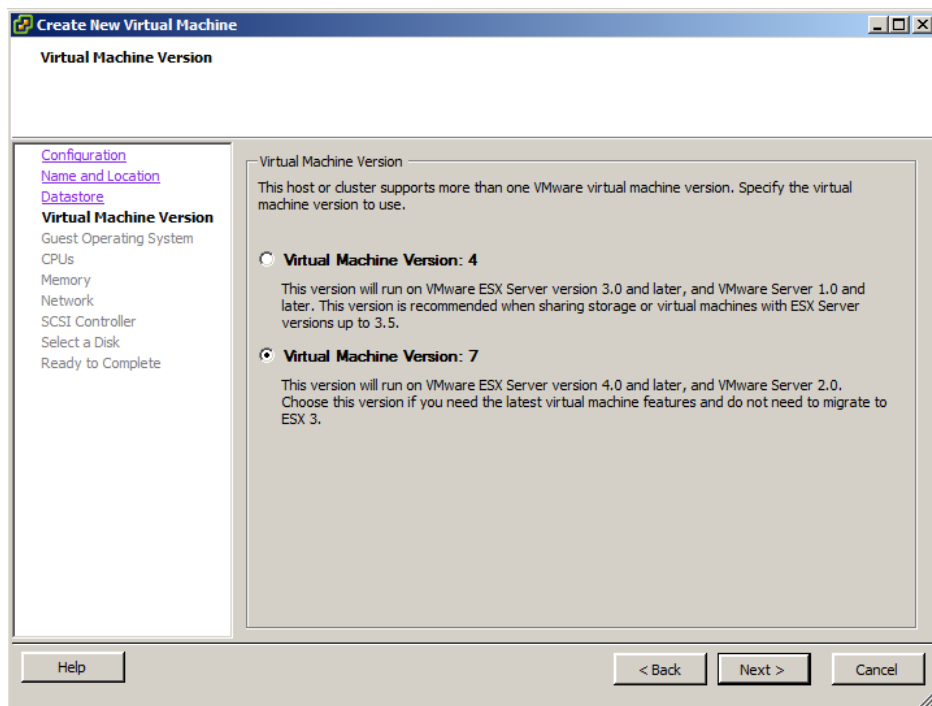 Create New Virtual Machine
Virtual Machine Version
Configuration
Name and Location
Datastore
Virtual Machine Version
Guest Operating System
CPUs
Memory
Network
SCSI Controller
Select a Disk
Ready to Complete
Virtual Machine Version
This host or cluster supports more than one VMware virtual machine version. Specify the virtual
machine version to use.
Virtual Machine Version: 4
This version will run on VMware ESX Server version 3.0 and later, and VMware Server 1.0 and
later. This version is recommended when sharing storage or virtual machines with ESX Server
versions up to 3.5.
Virtual Machine Version: 7
This version will run on VMware ESX Server version 4.0 and later, and VMware Server 2.0.
Choose this version if you need the latest virtual machine features and do not need to migrate to
ESX 3.
Help
< Back
Next >
Cancel